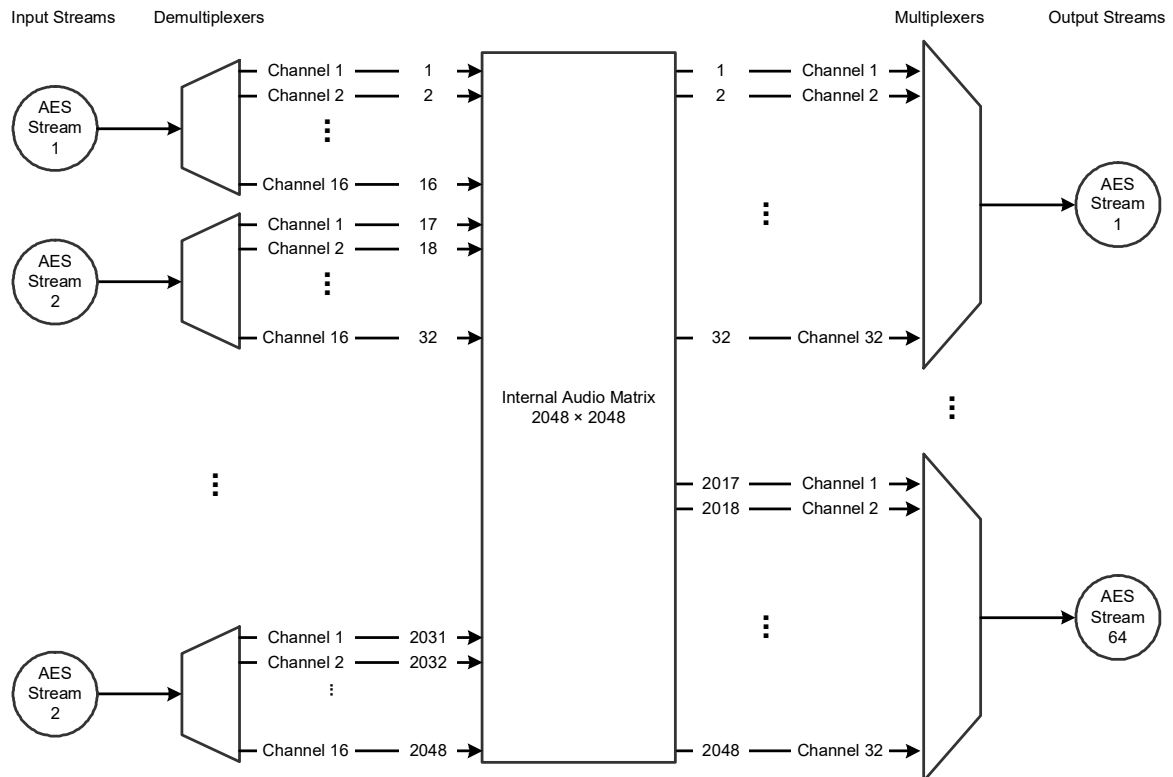 Input Streams
Demultiplexers
Multiplexers
Output Streams
AES
Stream
1
Channel 1
1
Channel 2
2
Channel 16
16
AES
Stream
2
Channel 1
17
Channel 2
18
Channel 16
32
AES
Stream
2
Channel 1
2031
Channel 2
2032
Channel 16
2048
Internal Audio Matrix
2048 × 2048
1
Channel 1
2
Channel 2
32
Channel 32
AES
Stream
1
2017
Channel 1
2018
Channel 2
2048
Channel 32
AES
Stream
64